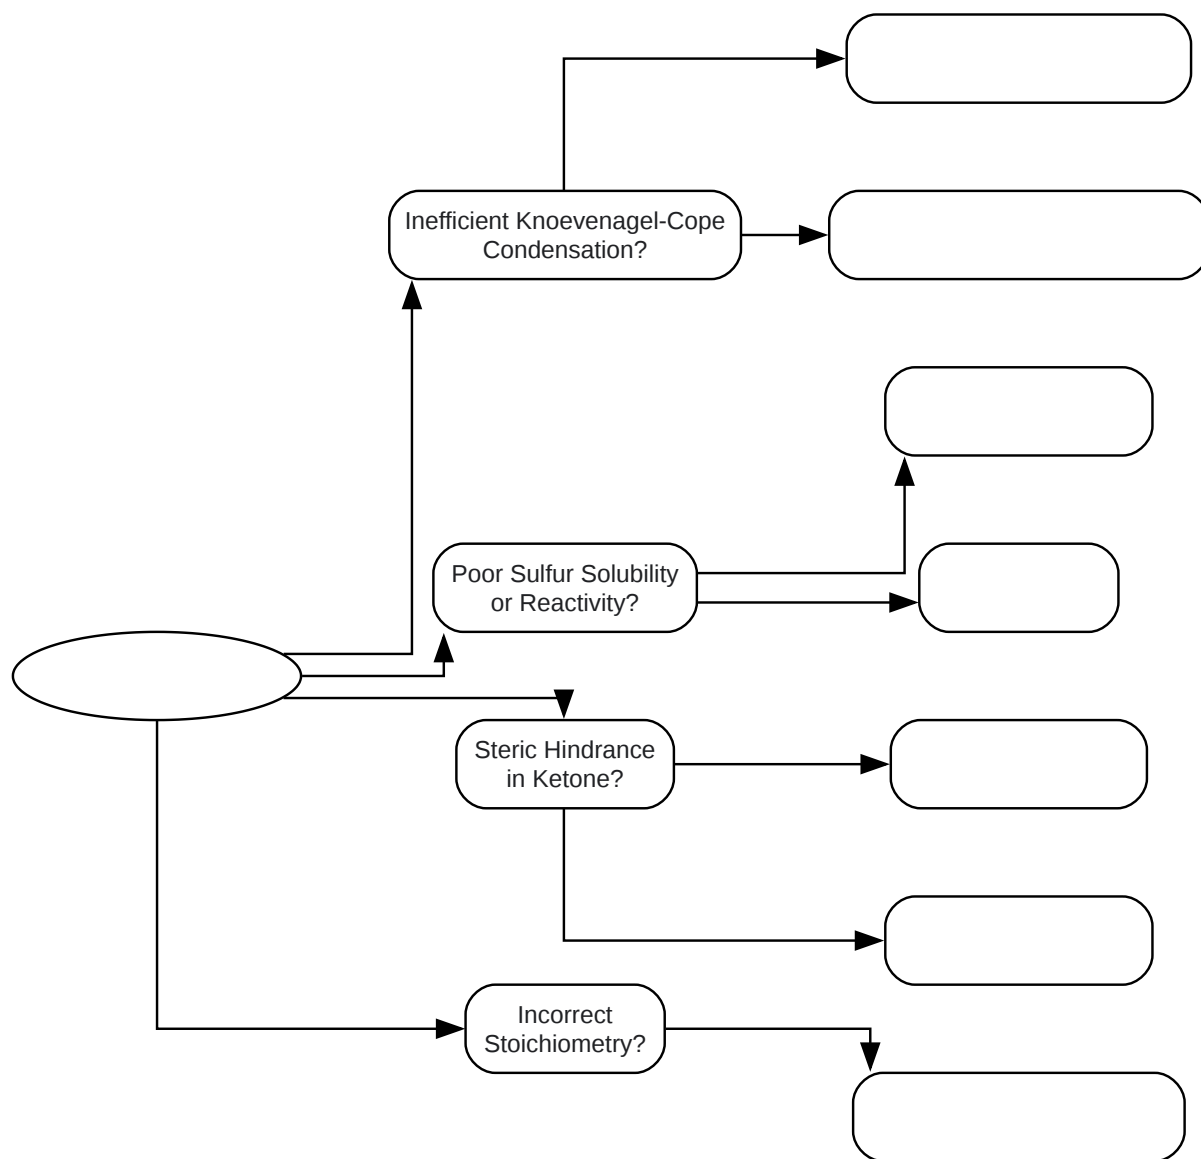 Inefficient Knoevenagel-Cope
Condensation?
Poor Sulfur Solubility
or Reactivity?
Steric Hindrance
in Ketone?
Incorrect
Stoichiometry?